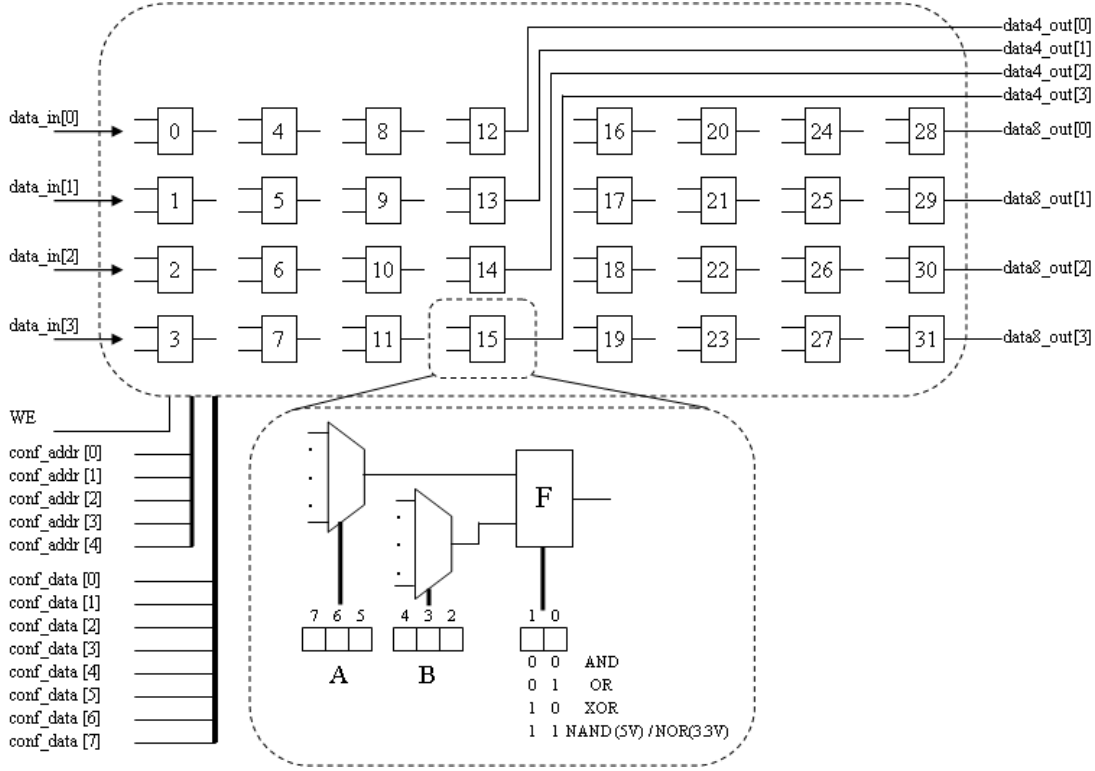 data4_out[0]
data4_out[1]
data4_out[2]
data4_out[3]
data_in[0] 0 4 8 12 16 20 24 28 data8_out[0]
data_in[1] 1 5 9 13 17 21 25 29 data8_out[1]
data_in[2] 2 6 10 14 18 22 26 30 data8_out[2]
data_in[3] 3 7 11 15 19 23 27 31 data8_out[3]
WE
conf_addr [0]
conf_addr [1]
conf_addr [2]
conf_addr [3]
conf_addr [4]
conf_data [0]
conf_data [1]
conf_data [2]
conf_data [3]
conf_data [4]
conf_data [5]
conf_data [6]
conf_data [7]
F
7 6 5 4 3 2 1 0
A B
0 0 AND
0 1 OR
1 0 XOR
1 1 NAND (5V) / NOR(3.3V)